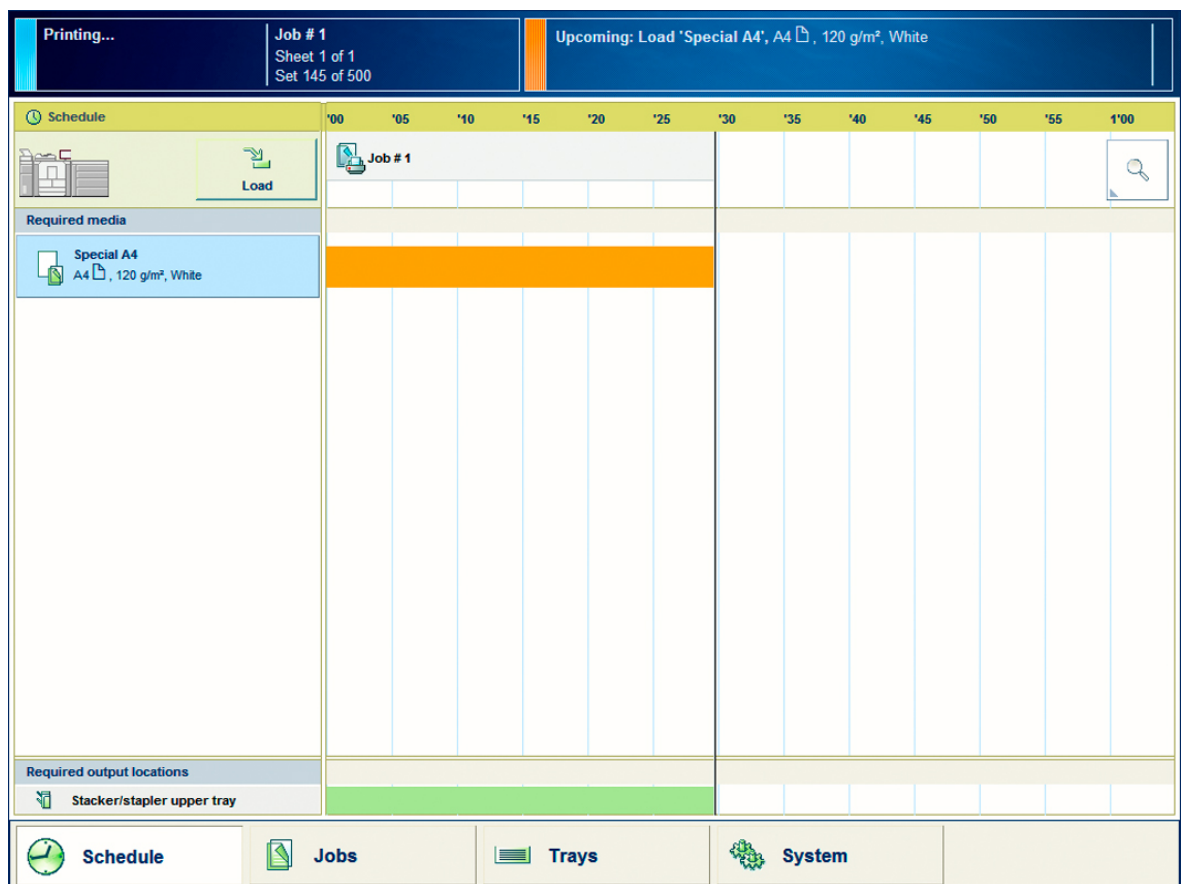 Printing...
Job # 1
Sheet 1 of 1
Set 145 of 500
Upcoming: Load 'Special A4', A4 , 120 g/m², White
Schedule
'00 '05 '10 '15 '20 '25 '30 '35 '40 '45 '50 '55 1'00
Load
Job # 1
Required media
Special A4
A4 , 120 g/m², White
Required output locations
Stacker/stapler upper tray
Schedule Jobs Trays System